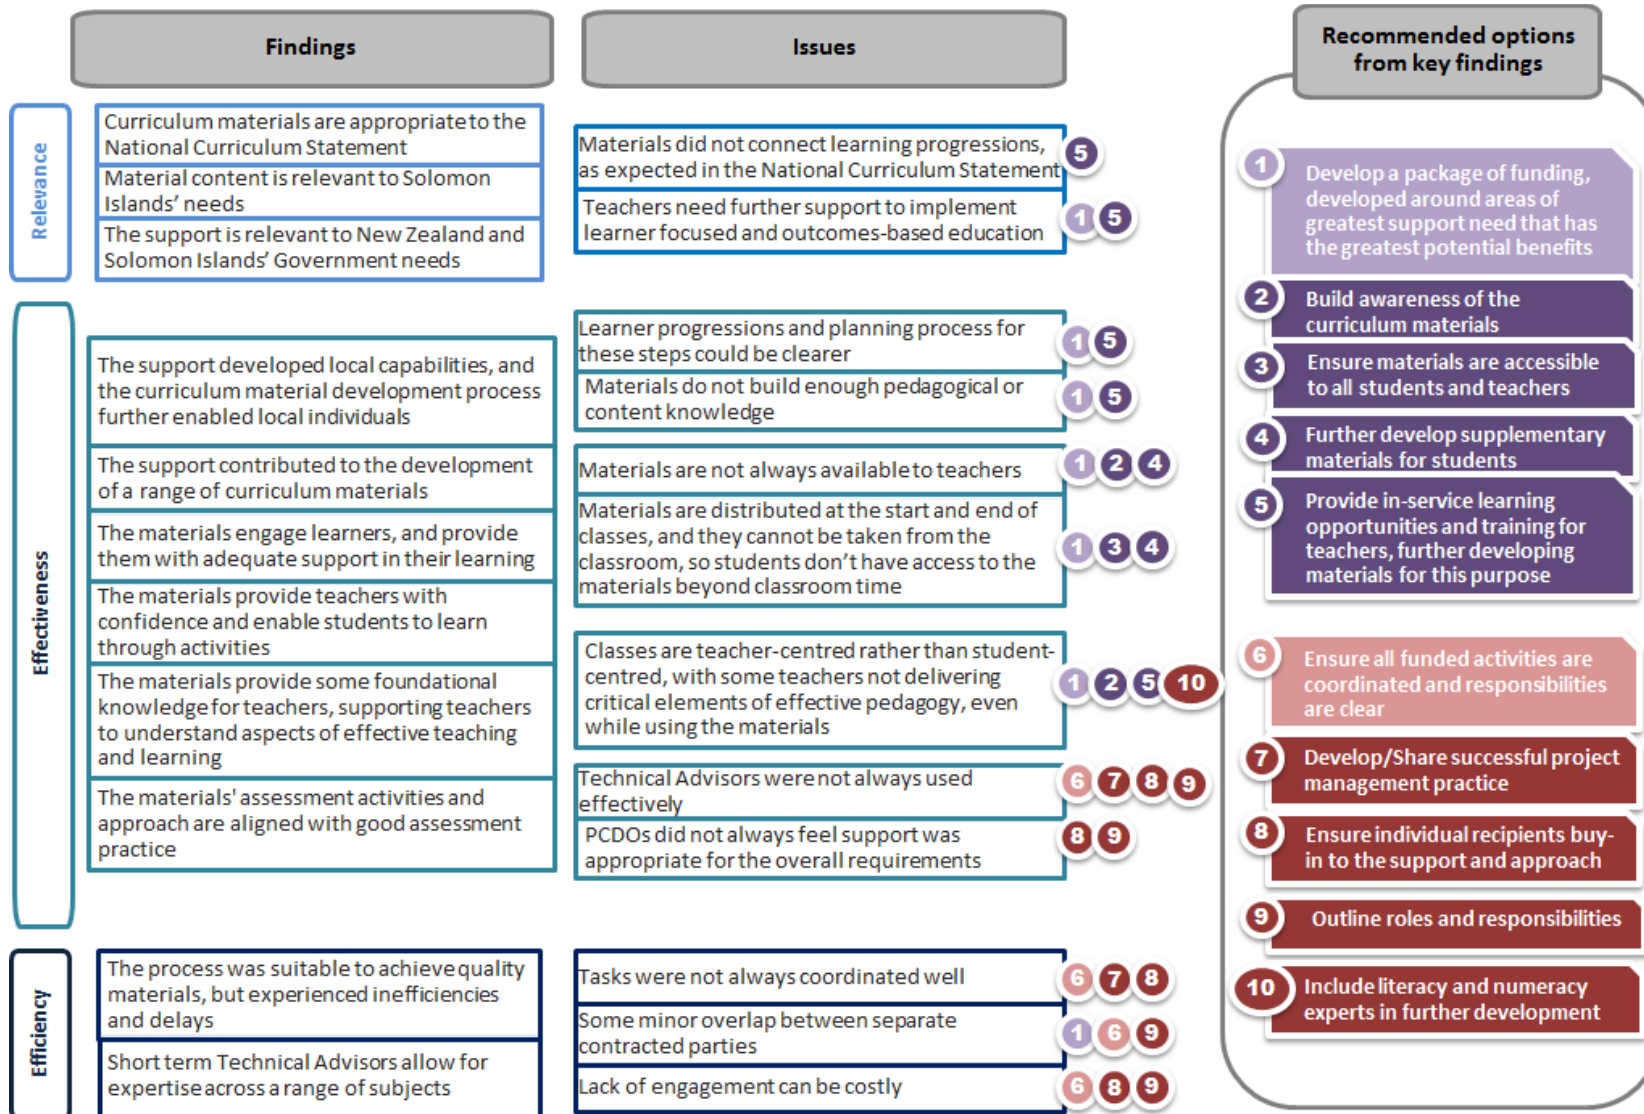 Findings
Issues
Recommended options
from key findings
Relevance
Curriculum materials are appropriate to the
National Curriculum Statement
Material content is relevant to Solomon
Islands' needs
The support is relevant to New Zealand and
Solomon Islands' Government needs
Materials did not connect learning progressions,
as expected in the National Curriculum Statement
5
Teachers need further support to implement
learner focused and outcomes-based education
1 5
Effectiveness
The support developed local capabilities, and
the curriculum material development process
further enabled local individuals
The support contributed to the development
of a range of curriculum materials
The materials engage learners, and provide
them with adequate support in their learning
The materials provide teachers with
confidence and enable students to learn
through activities
The materials provide some foundational
knowledge for teachers, supporting teachers
to understand aspects of effective teaching
and learning
The materials' assessment activities and
approach are aligned with good assessment
practice
Learner progressions and planning process for
these steps could be clearer
1 5
Materials do not build enough pedagogical or
content knowledge
1 5
Materials are not always available to teachers
1 2 4
Materials are distributed at the start and end of
classes, and they cannot be taken from the
classroom, so students don't have access to the
materials beyond classroom time
1 3 4
Classes are teacher-centred rather than student-
centred, with some teachers not delivering
critical elements of effective pedagogy, even
while using the materials
1 2 5 10
Technical Advisors were not always used
effectively
6 7 8 9
PCDOs did not always feel support was
appropriate for the overall requirements
8 9
Efficiency
The process was suitable to achieve quality
materials, but experienced inefficiencies
and delays
Short term Technical Advisors allow for
expertise across a range of subjects
Tasks were not always coordinated well
6 7 8
Some minor overlap between separate
contracted parties
1 6 9
Lack of engagement can be costly
6 8 9
1
Develop a package of funding,
developed around areas of
greatest support need that has
the greatest potential benefits
2
Build awareness of the
curriculum materials
3
Ensure materials are accessible
to all students and teachers
4
Further develop supplementary
materials for students
5
Provide in-service learning
opportunities and training for
teachers, further developing
materials for this purpose
6
Ensure all funded activities are
coordinated and responsibilities
are clear
7
Develop/Share successful project
management practice
8
Ensure individual recipients buy-
in to the support and approach
9
Outline roles and responsibilities
10
Include literacy and numeracy
experts in further development